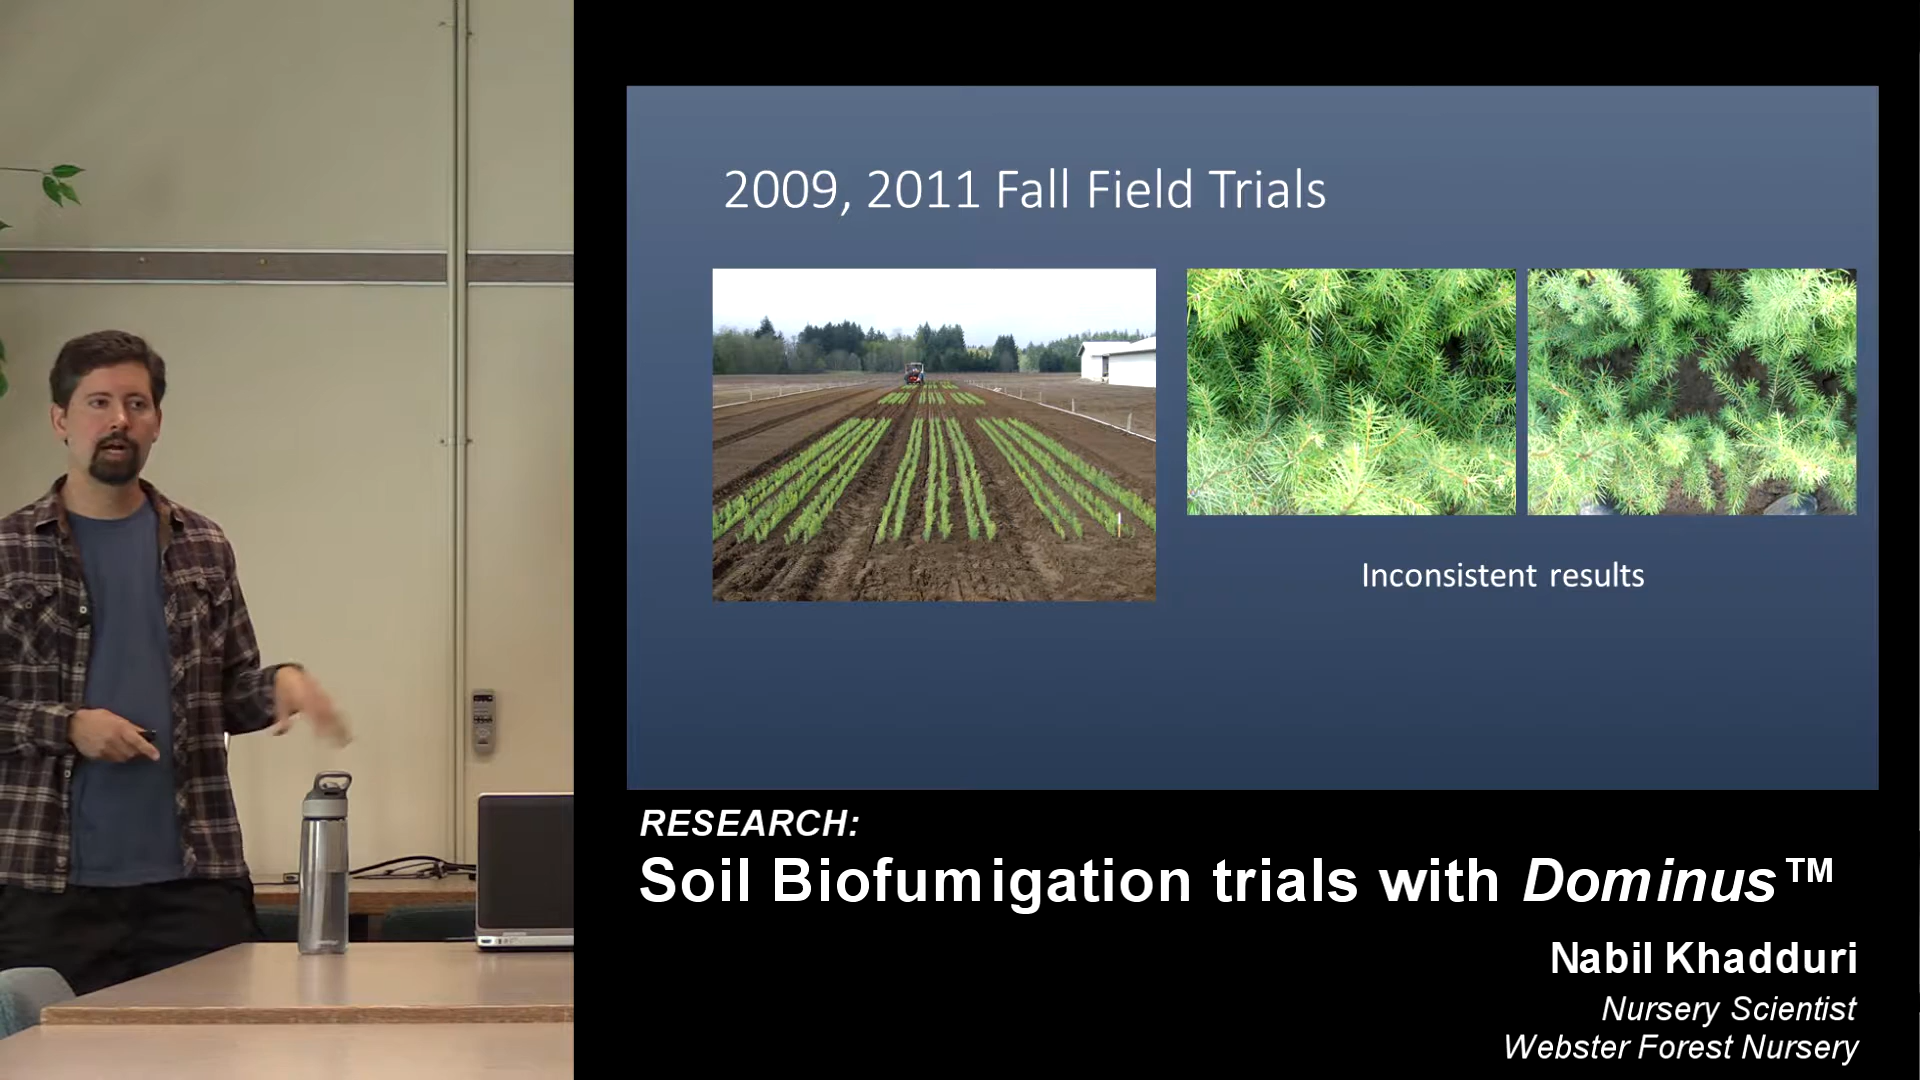 2009, 2011 Fall Field Trials
Inconsistent results
RESEARCH:
Soil Biofumigation trials with Dominus™
Nabil Khadduri
Nursery Scientist
Webster Forest Nursery